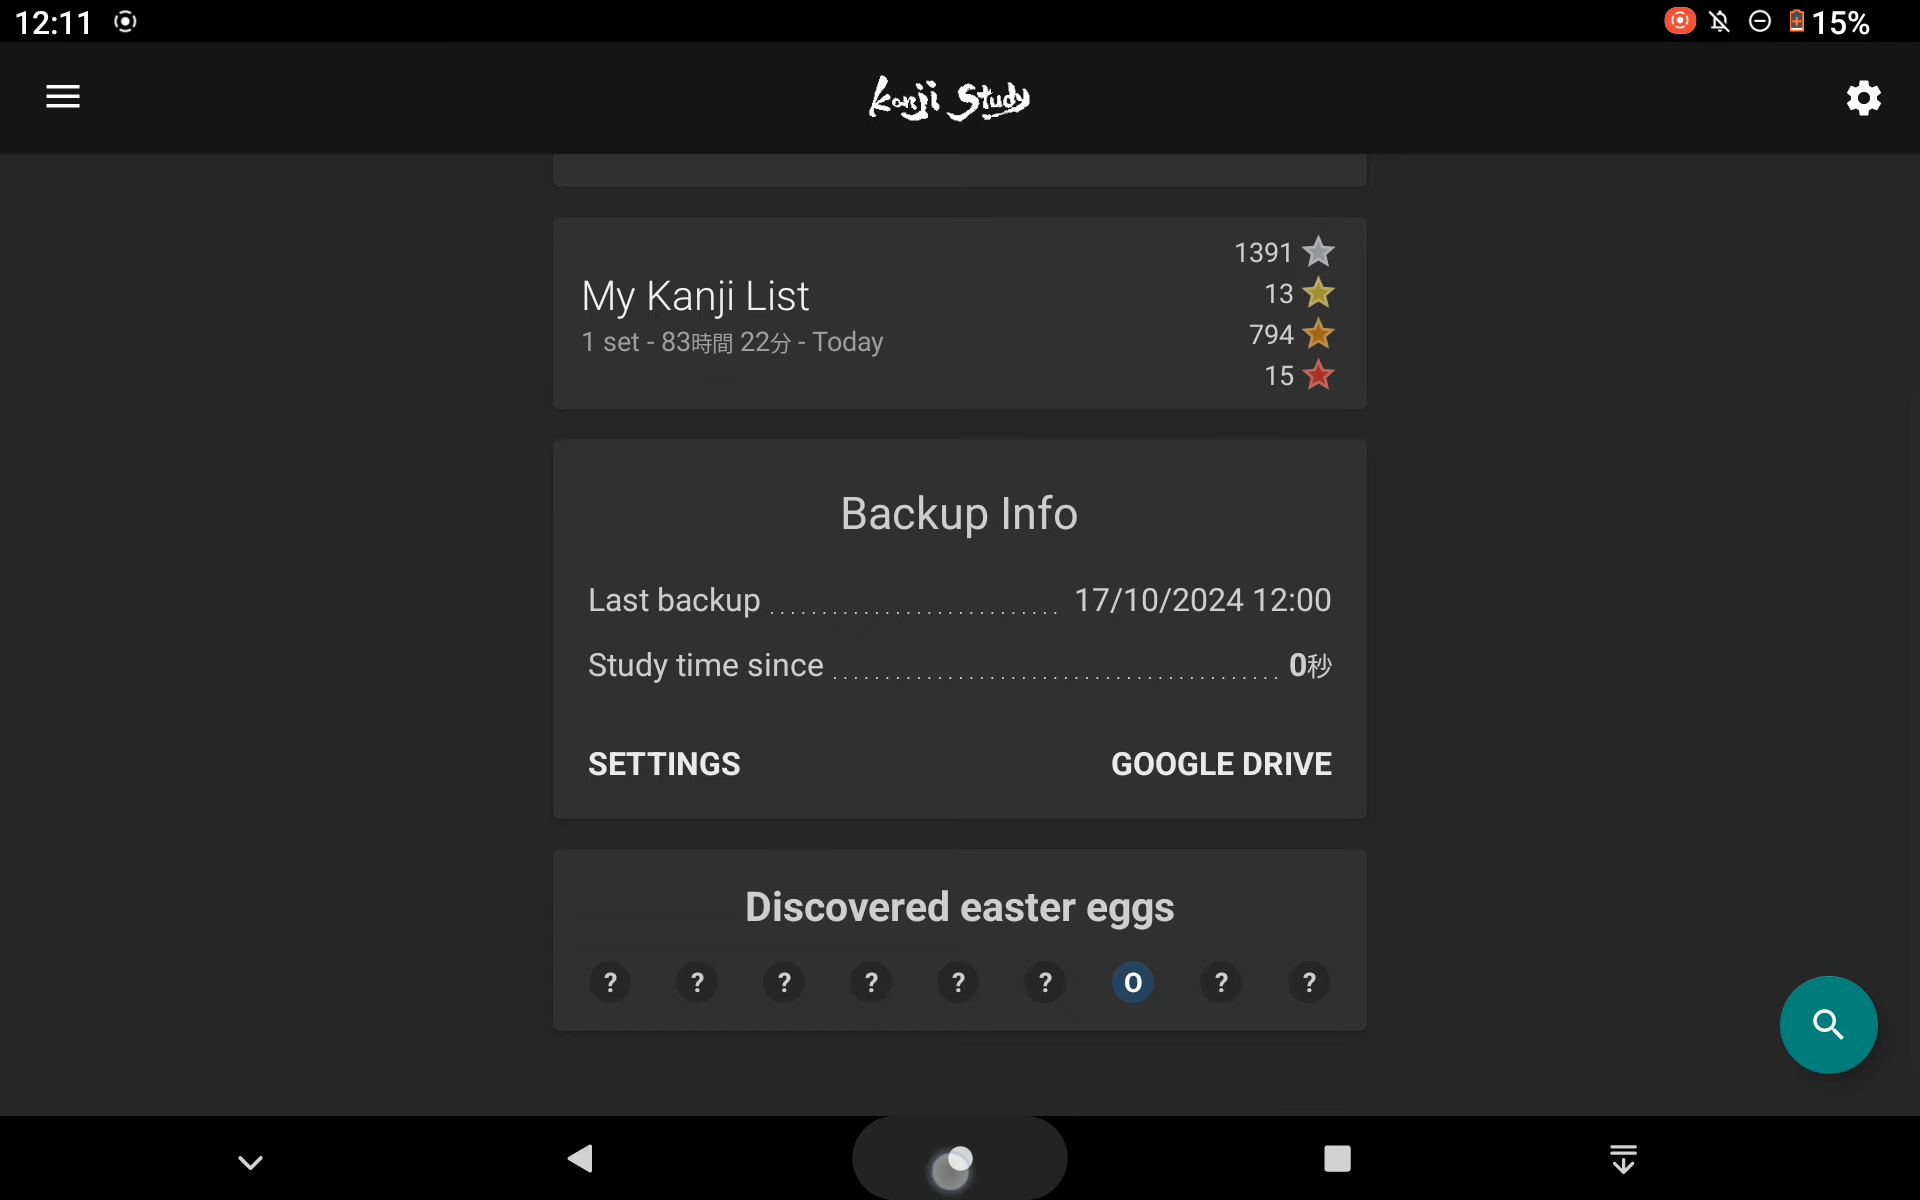 12:11
15%
Kanji Study
1391
13
My Kanji List
794
1 set - 83時間 22分 - Today
15
Backup Info
Last backup 17/10/2024 12:00
Study time since 0秒
SETTINGS GOOGLE DRIVE
Discovered easter eggs
? ? ? ? ? ? O ? ?